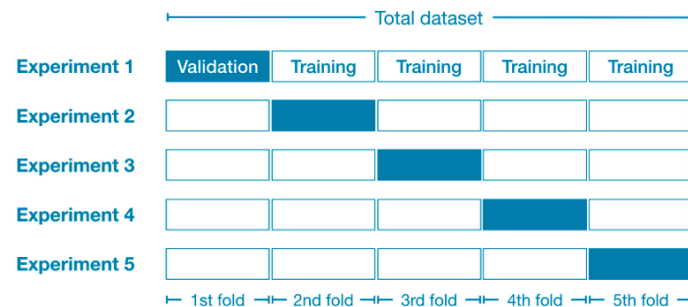 Total dataset
Experiment 1 Validation Training Training Training Training
Experiment 2
Experiment 3
Experiment 4
Experiment 5
1st fold 2nd fold 3rd fold 4th fold 5th fold